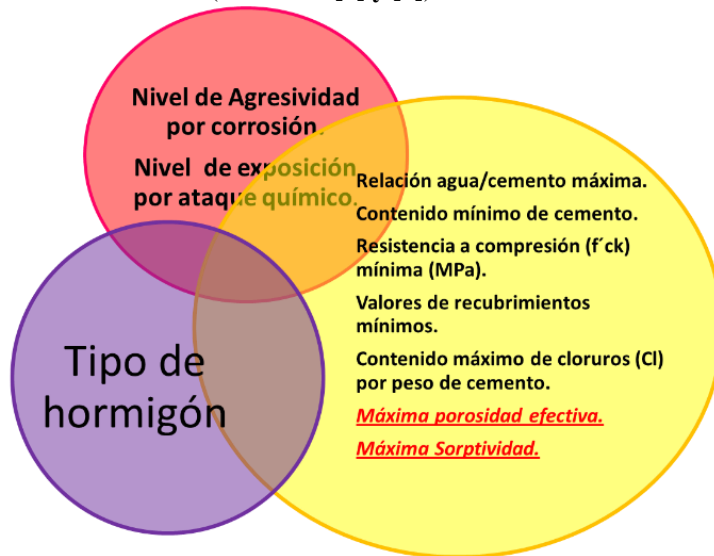 Nivel de Agresividad
por corrosión.
Nivel de exposición
por ataque químico.
Relación agua/cemento máxima.
Contenido mínimo de cemento.
Resistencia a compresión (f´ck)
mínima (MPa).
Valores de recubrimientos
mínimos.
Contenido máximo de cloruros (Cl)
por peso de cemento.
Máxima porosidad efectiva.
Máxima Sorptividad.
Tipo de
hormigón